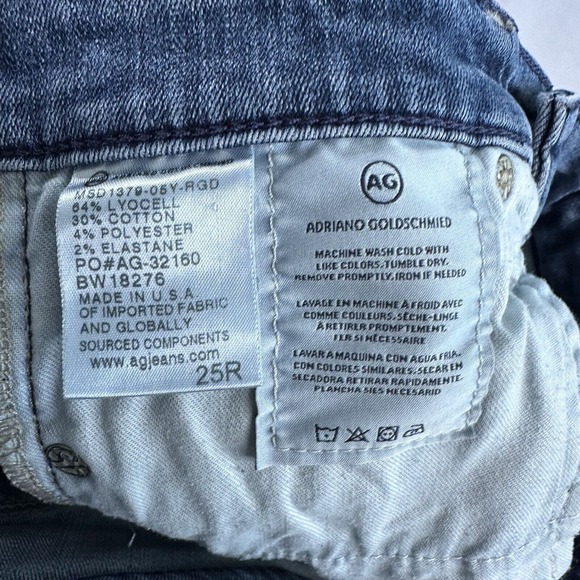 MSD1379-05Y-RGD
64% LYOCELL
30% COTTON
4% POLYESTER
2% ELASTANE
PO#AG-32160
BW18276
MADE IN U.S.A
OF IMPORTED FABRIC
AND GLOBALLY
SOURCED COMPONENTS
www.agjeans.com
25R
AG
ADRIANO GOLDSCHMIED
MACHINE WASH COLD WITH
LIKE COLORS. TUMBLE DRY.
REMOVE PROMPTLY. IRON IF NEEDED
LAVAGE EN MACHINE À FROID AVEC
COMME COULEURS. SÈCHE-LINGE
À RETIRER PROMPTEMENT.
FER SI NÉCESSAIRE
LAVAR A MAQUINA CON AGUA FRIA.
CON COLORES SIMILARES. SECAR EN
SECADORA RETIRAR RAPIDAMENTE.
PLANCHA SIES NECESARIO